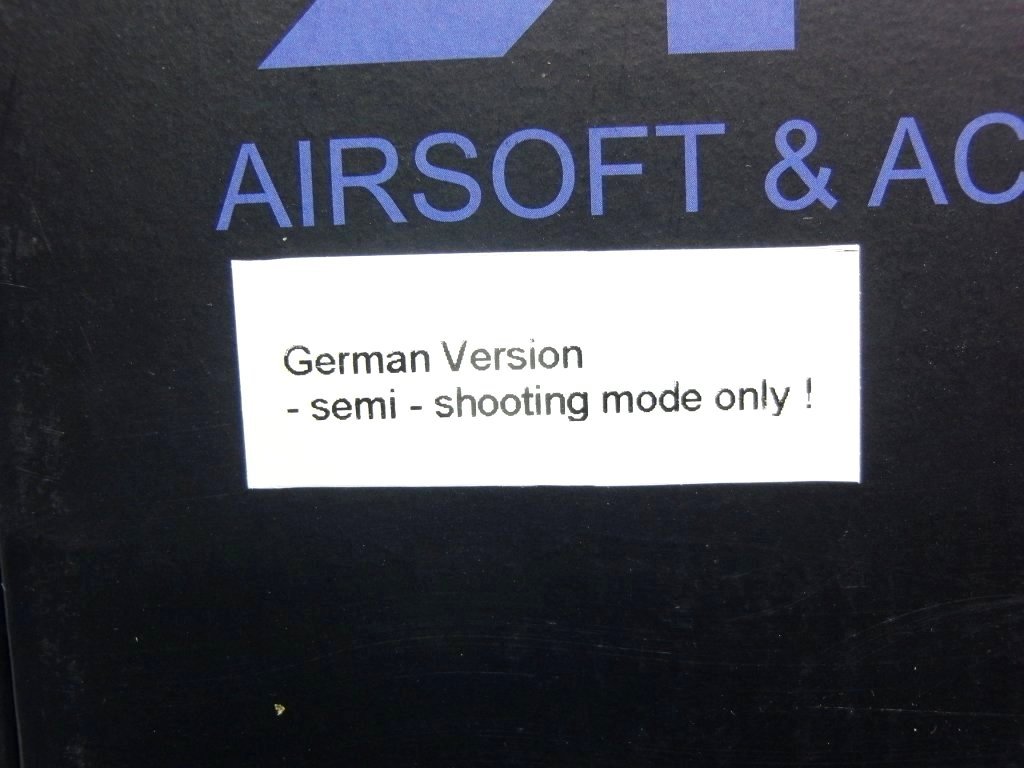 AIRSOFT & AC
German Version
- semi - shooting mode only !